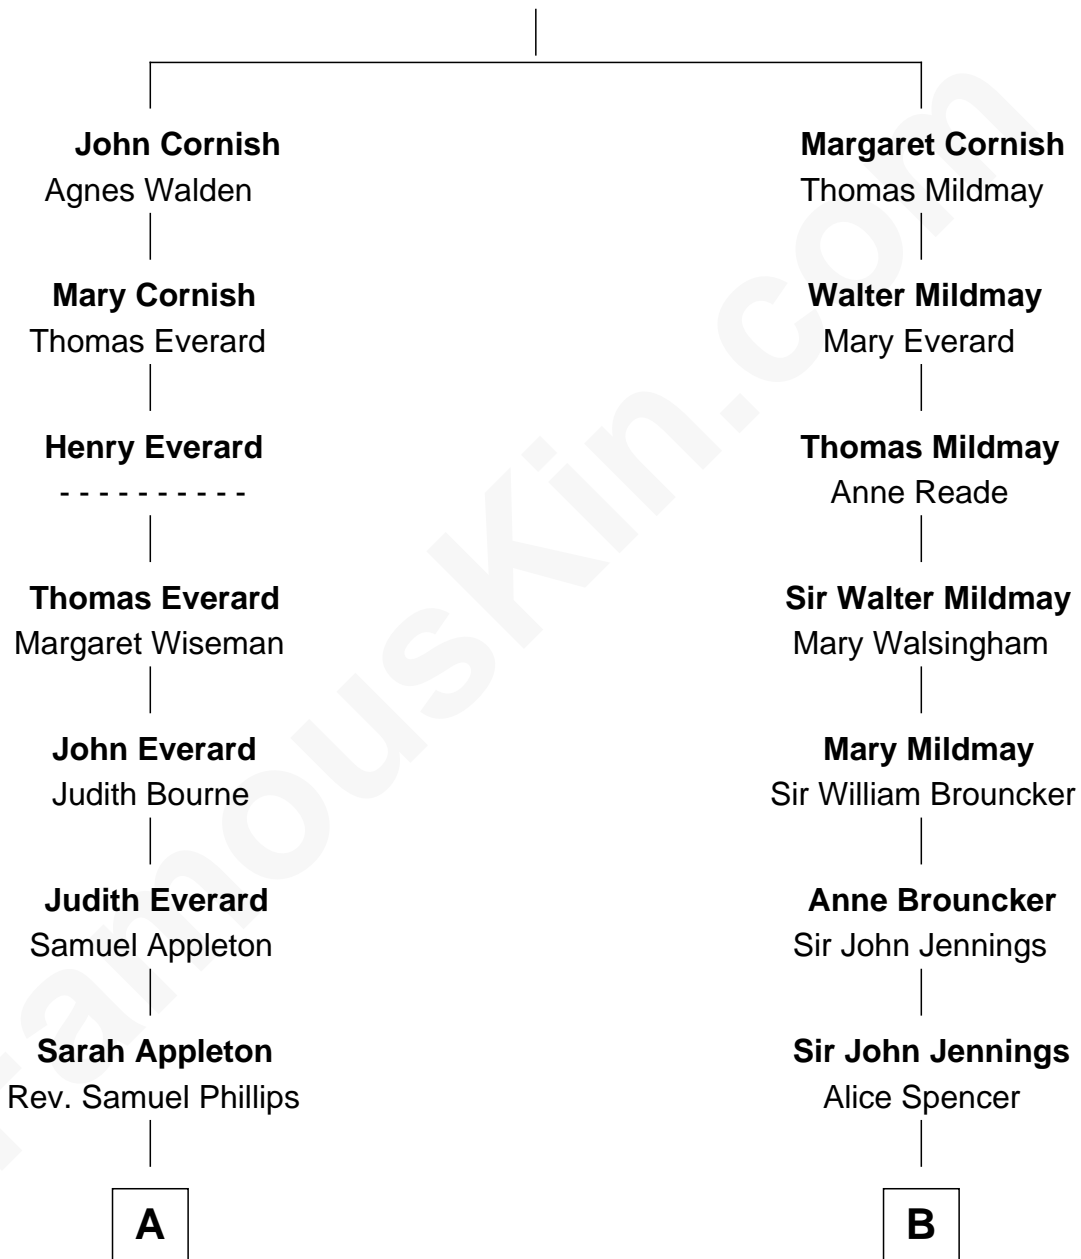 John Cornish
Agnes Walden
Mary Cornish
Thomas Everard
Henry Everard
- - - - - - - - - -
Thomas Everard
Margaret Wiseman
John Everard
Judith Bourne
Judith Everard
Samuel Appleton
Sarah Appleton
Rev. Samuel Phillips
A
Margaret Cornish
Thomas Mildmay
Walter Mildmay
Mary Everard
Thomas Mildmay
Anne Reade
Sir Walter Mildmay
Mary Walsingham
Mary Mildmay
Sir William Brouncker
Anne Brouncker
Sir John Jennings
Sir John Jennings
Alice Spencer
B
FamousKin.com